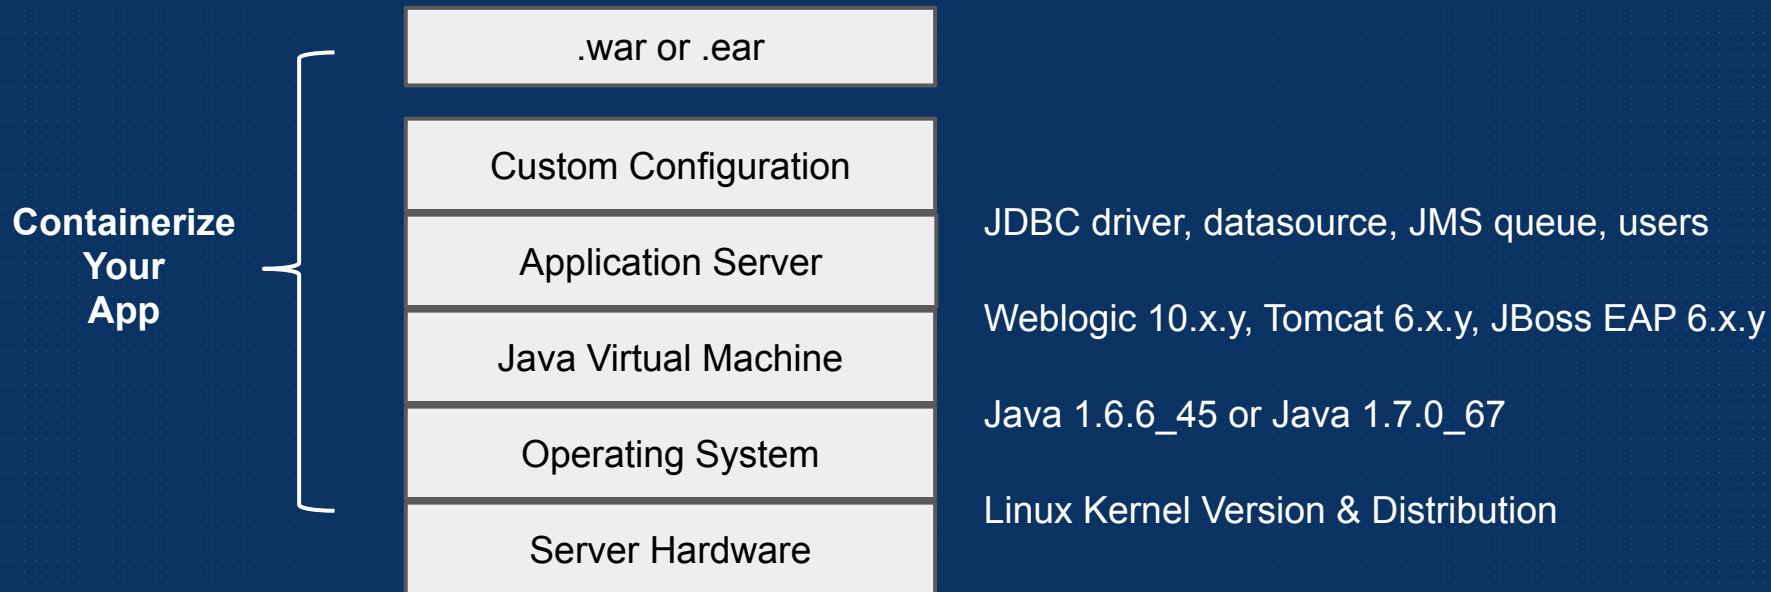 .war or .ear
Custom Configuration
Containerize
Your
App
JDBC driver, datasource, JMS queue, users
Application Server
Weblogic 10.x.y, Tomcat 6.x.y, JBoss EAP 6.x.y
Java Virtual Machine
Java 1.6.6_45 or Java 1.7.0_67
Operating System
Linux Kernel Version & Distribution
Server Hardware